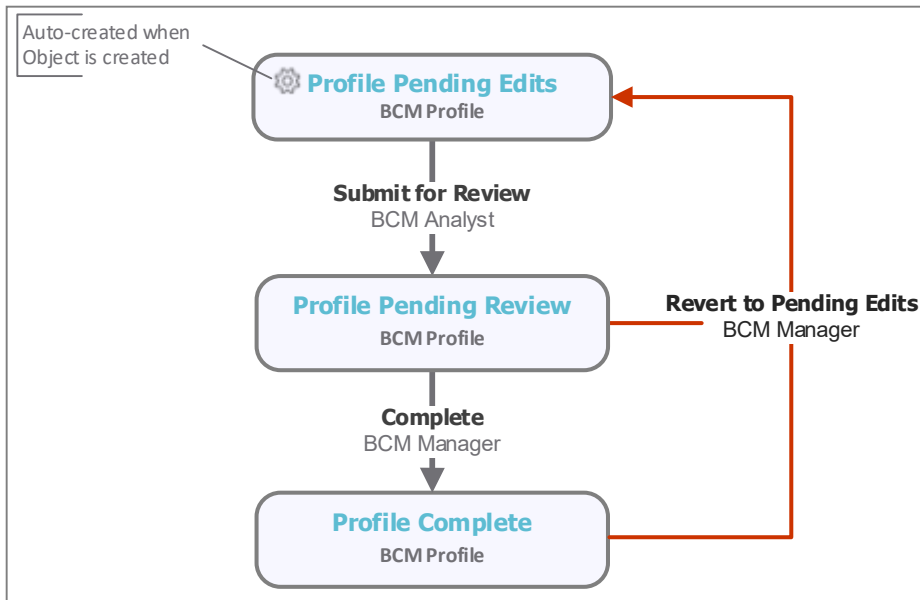 Auto-created when
Object is created
Profile Pending Edits
BCM Profile
Submit for Review
BCM Analyst
Profile Pending Review
BCM Profile
Revert to Pending Edits
BCM Manager
Complete
BCM Manager
Profile Complete
BCM Profile